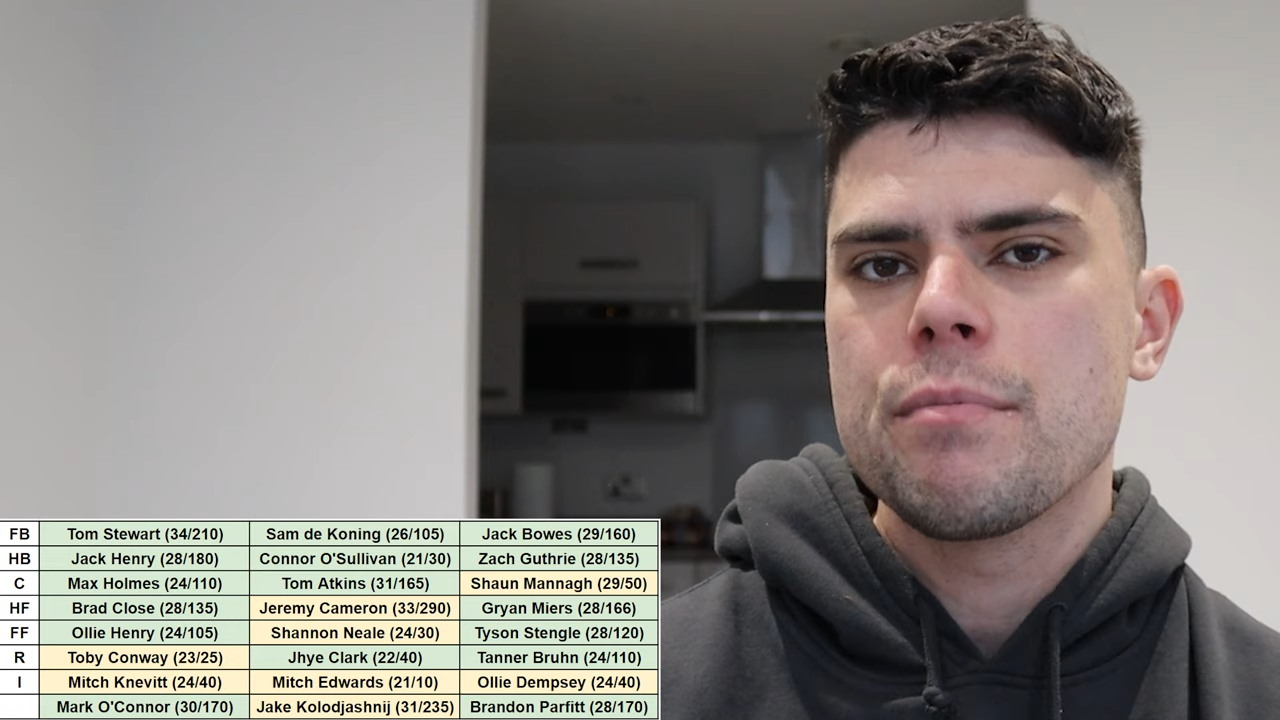 FB Tom Stewart (34/210) Sam de Koning (26/105) Jack Bowes (29/160)
HB Jack Henry (28/180) Connor O'Sullivan (21/30) Zach Guthrie (28/135)
C Max Holmes (24/110) Tom Atkins (31/165) Shaun Mannagh (29/50)
HF Brad Close (28/135) Jeremy Cameron (33/290) Gryan Miers (28/166)
FF Ollie Henry (24/105) Shannon Neale (24/30) Tyson Stengle (28/120)
R Toby Conway (23/25) Jhye Clark (22/40) Tanner Bruhn (24/110)
I Mitch Knevitt (24/40) Mitch Edwards (21/10) Ollie Dempsey (24/40)
Mark O'Connor (30/170) Jake Kolodjashnij (31/235) Brandon Parfitt (28/170)